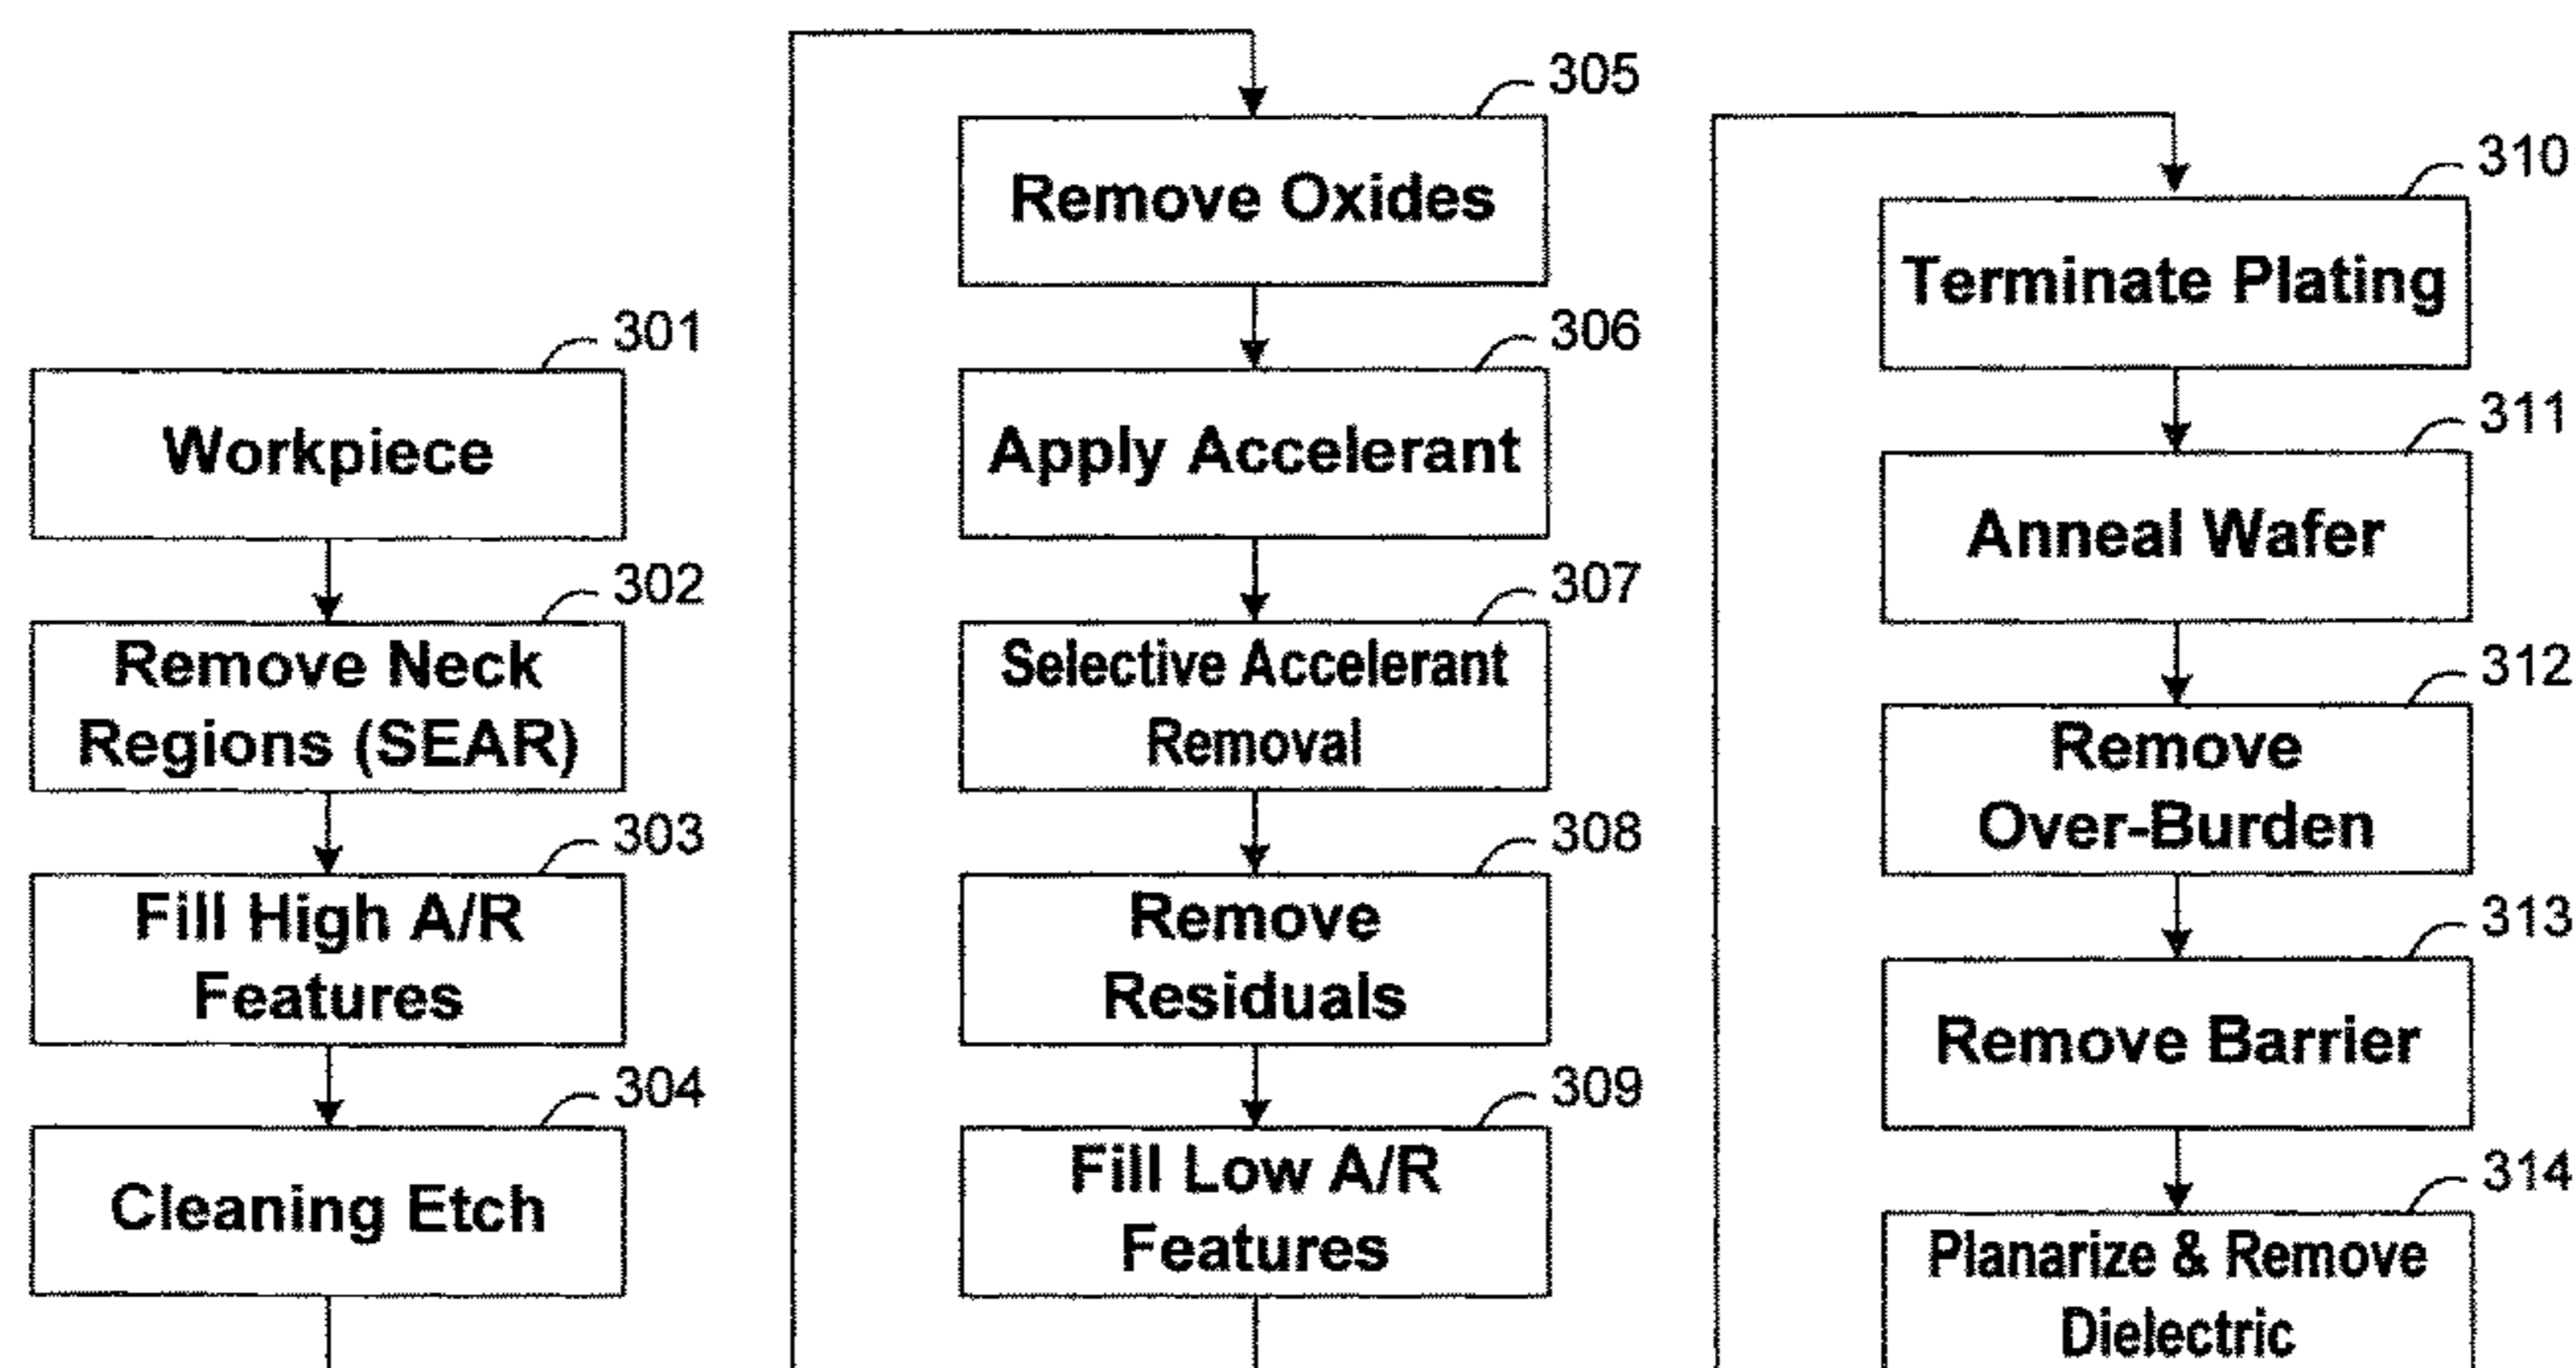 301
Workpiece
302
Remove Neck
Regions (SEAR)
303
Fill High A/R
Features
304
Cleaning Etch
305
Remove Oxides
306
Apply Accelerant
307
Selective Accelerant
Removal
308
Remove
Residuals
309
Fill Low A/R
Features
310
Terminate Plating
311
Anneal Wafer
312
Remove
Over-Burden
313
Remove Barrier
314
Planarize & Remove
Dielectric